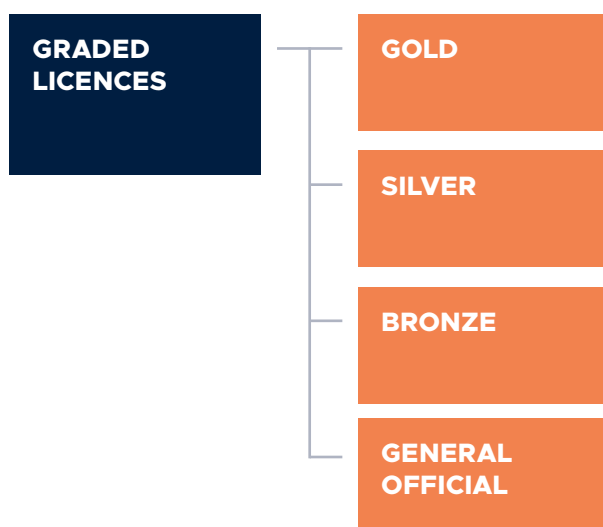 GRADED
LICENCES
GOLD
SILVER
BRONZE
GENERAL
OFFICIAL